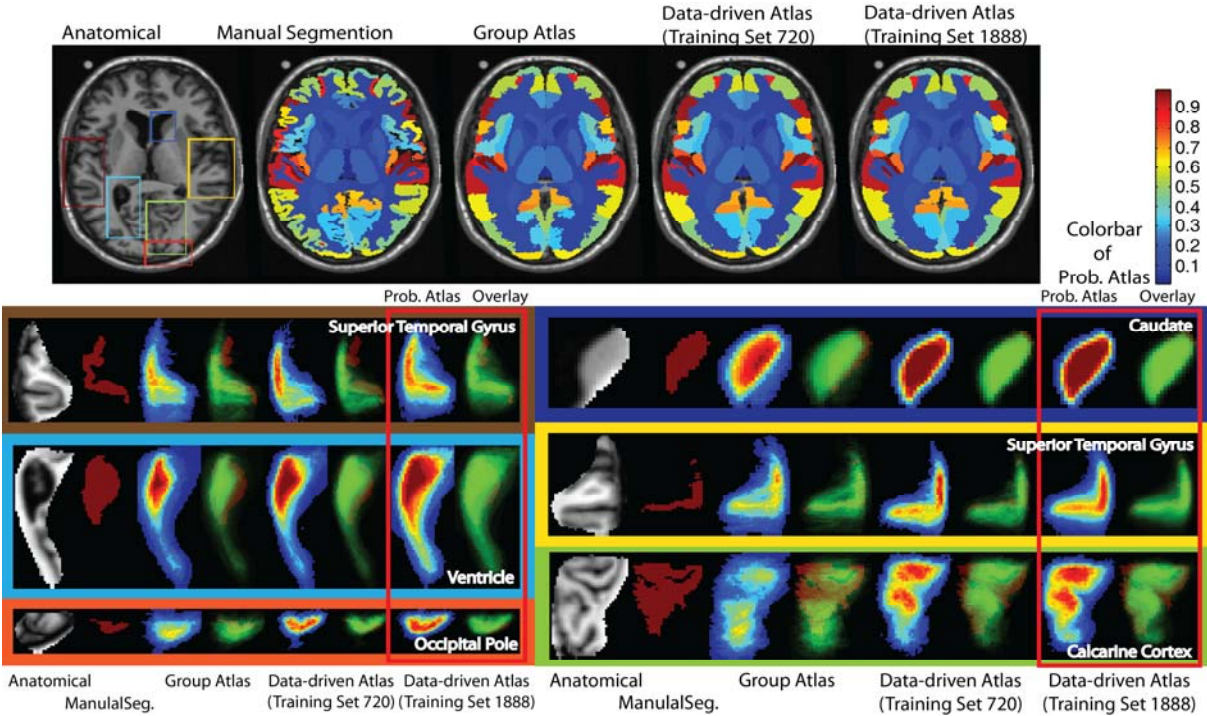 Anatomical
Manual Segmention
Group Atlas
Data-driven Atlas
(Training Set 720)
Data-driven Atlas
(Training Set 1888)
0.9
0.8
0.7
0.6
0.5
0.4
0.3
0.2
0.1
Colorbar
of
Prob. Atlas
Prob. Atlas
Overlay
Prob. Atlas
Overlay
Superior Temporal Gyrus
Caudate
Superior Temporal Gyrus
Ventricle
Occipital Pole
Calcarine Cortex
Anatomical
ManulalSeg.
Group Atlas
Data-driven Atlas
(Training Set 720)
Data-driven Atlas
(Training Set 1888)
Anatomical
ManulalSeg.
Group Atlas
Data-driven Atlas
(Training Set 720)
Data-driven Atlas
(Training Set 1888)